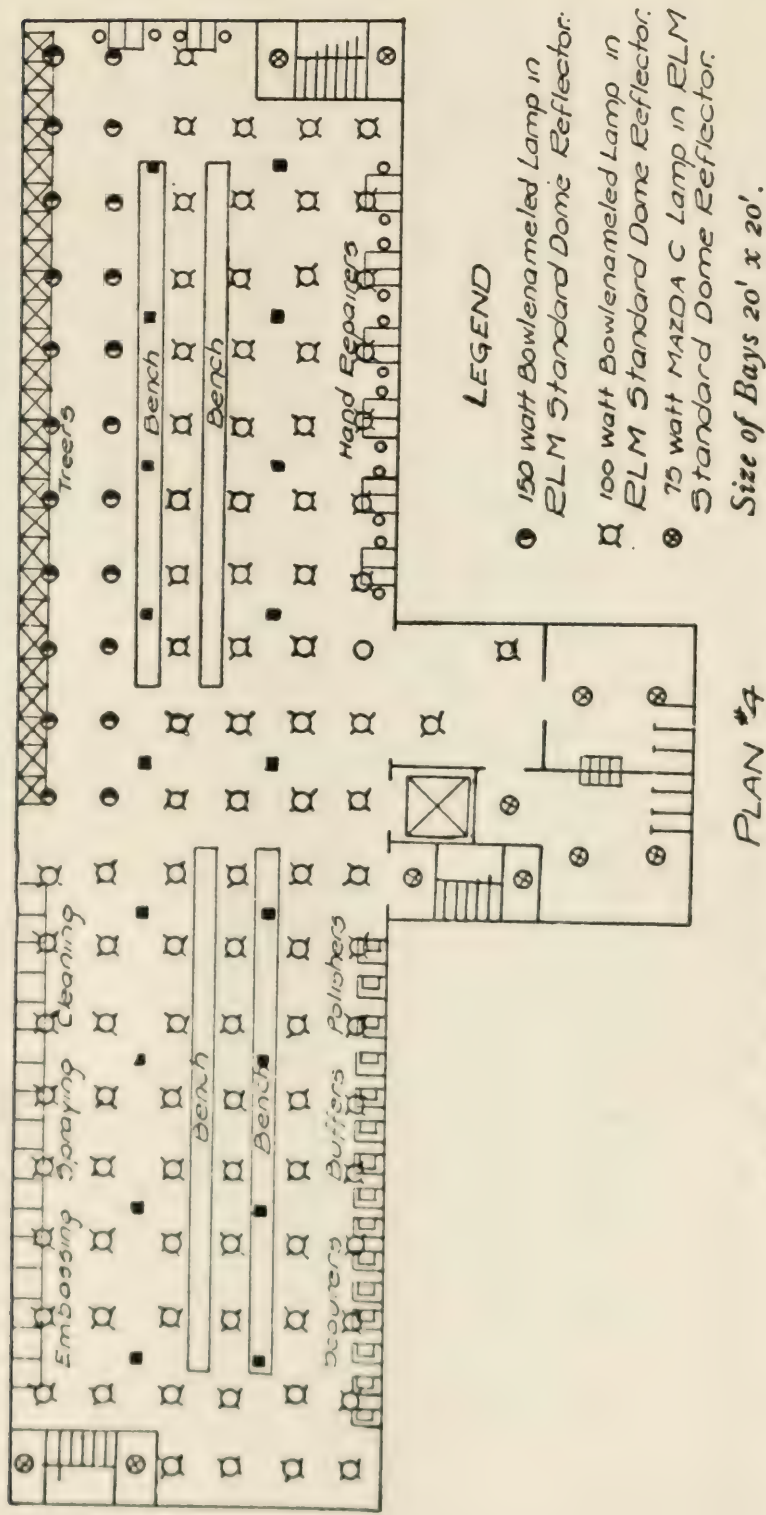 Treers
Bench
Bench
Hand Repairers
Embossing Spraying Cleaning
Bench
Bench
Scourers Buffers Polishers
LEGEND
150 watt Bowlenameled Lamp in
RLM Standard Dome Reflector.
100 watt Bowlenameled Lamp in
RLM Standard Dome Reflector.
75 watt MAZDA C Lamp in RLM
Standard Dome Reflector.
Size of Bays 20' x 20'.
PLAN #4